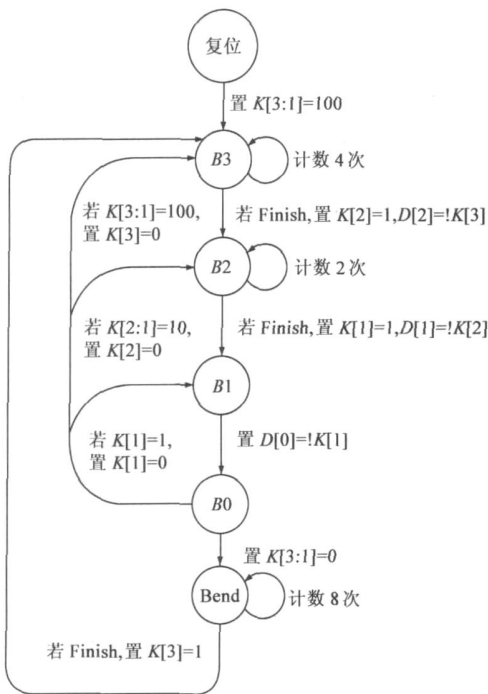 复位
置 K[3:1]=100
B3
计数 4 次
若 K[3:1]=100,
置 K[3]=0
若 Finish,置 K[2]=1,D[2]=!K[3]
B2
计数 2 次
若 K[2:1]=10,
置 K[2]=0
若 Finish,置 K[1]=1,D[1]=!K[2]
B1
若 K[1]=1,
置 K[1]=0
置 D[0]=!K[1]
B0
置 K[3:1]=0
Bend
计数 8 次
若 Finish,置 K[3]=1